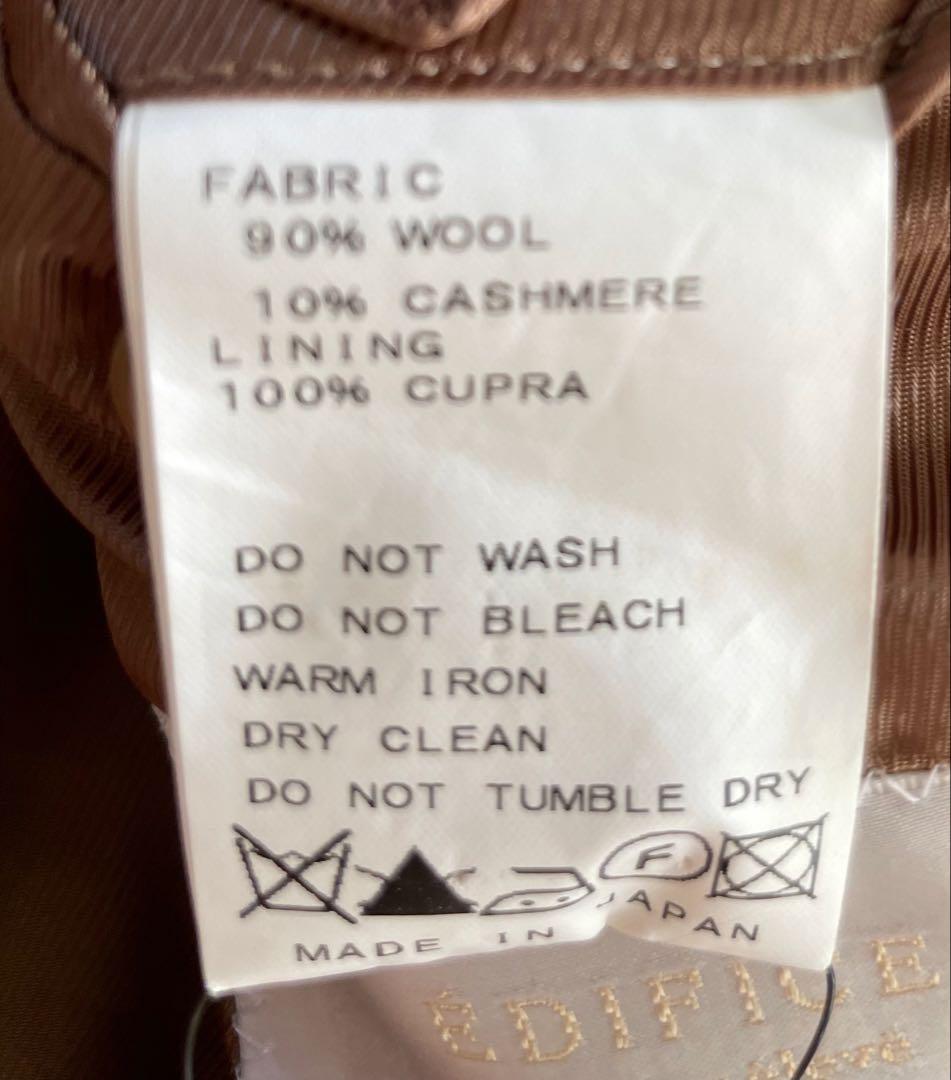 FABRIC
90% WOOL
10% CASHMERE
LINING
100% CUPRA
DO NOT WASH
DO NOT BLEACH
WARM IRON
DRY CLEAN
DO NOT TUMBLE DRY
F
MADE IN JAPAN
EDIFICE